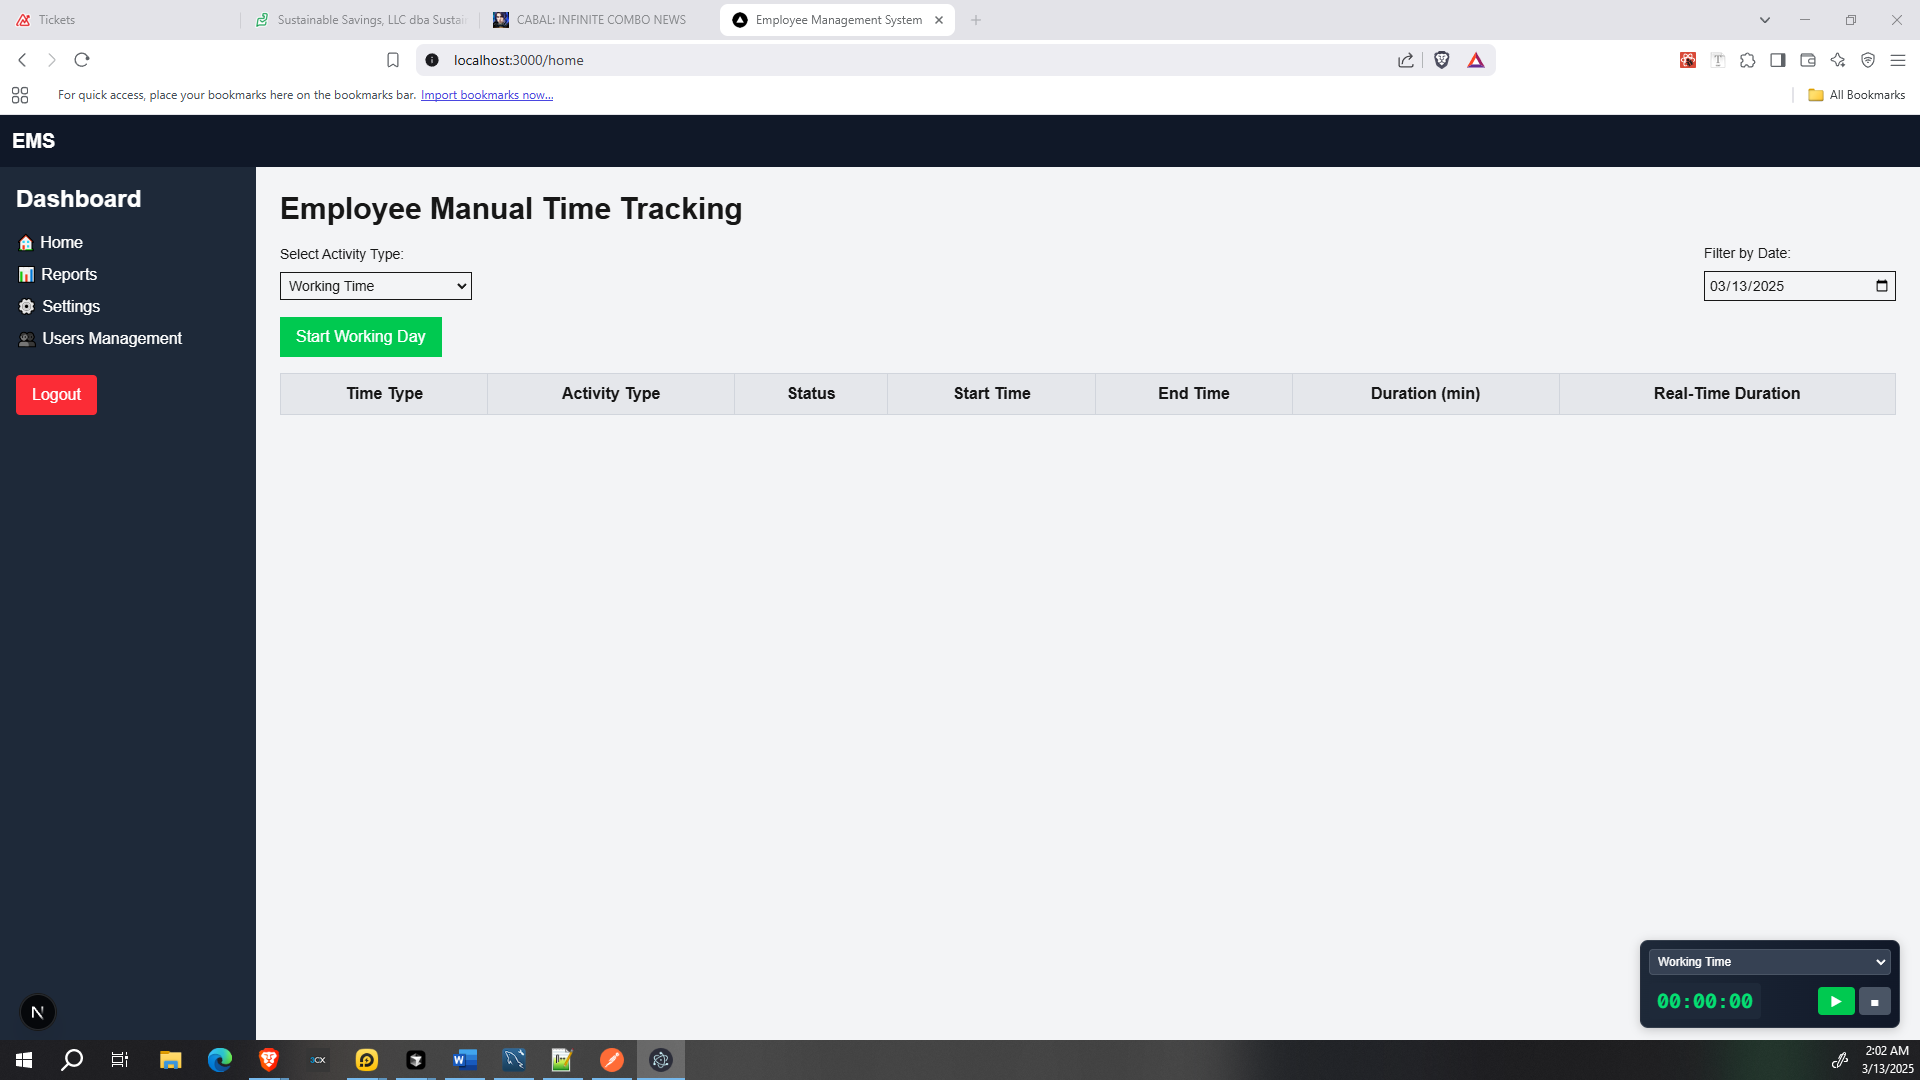 Tickets
Sustainable Savings, LLC dba Sustai
CABAL: INFINITE COMBO NEWS
Employee Management System
localhost:3000/home
For quick access, place your bookmarks here on the bookmarks bar. Import bookmarks now...
All Bookmarks
EMS
Dashboard
Home
Reports
Settings
Users Management
Logout
Employee Manual Time Tracking
Select Activity Type:
Working Time
Filter by Date:
03/13/2025
Start Working Day
Time Type Activity Type Status Start Time End Time Duration (min) Real-Time Duration
Working Time
00:00:00
N
3CX
2:02 AM
3/13/2025